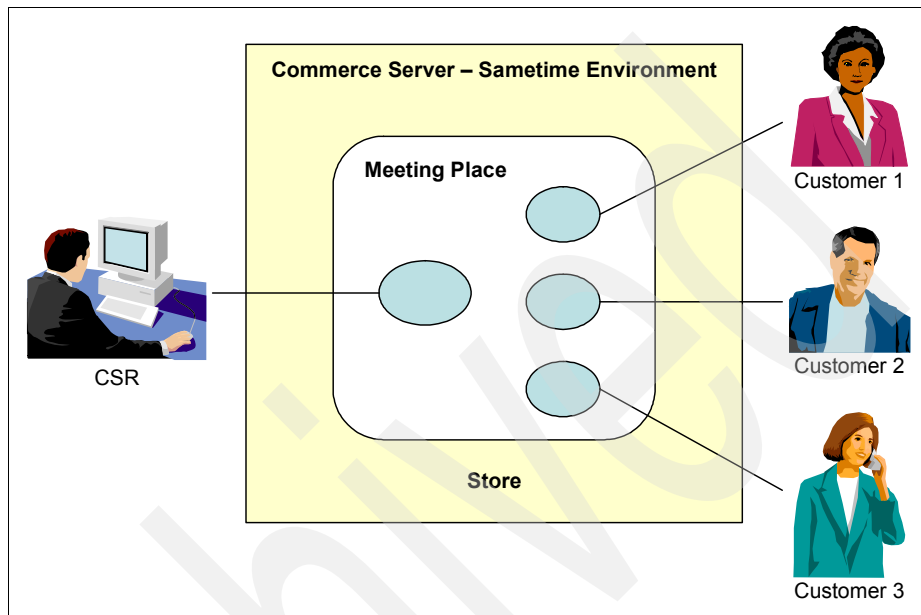 Commerce Server – Sametime Environment
Meeting Place
Customer 1
CSR
Customer 2
Store
Customer 3